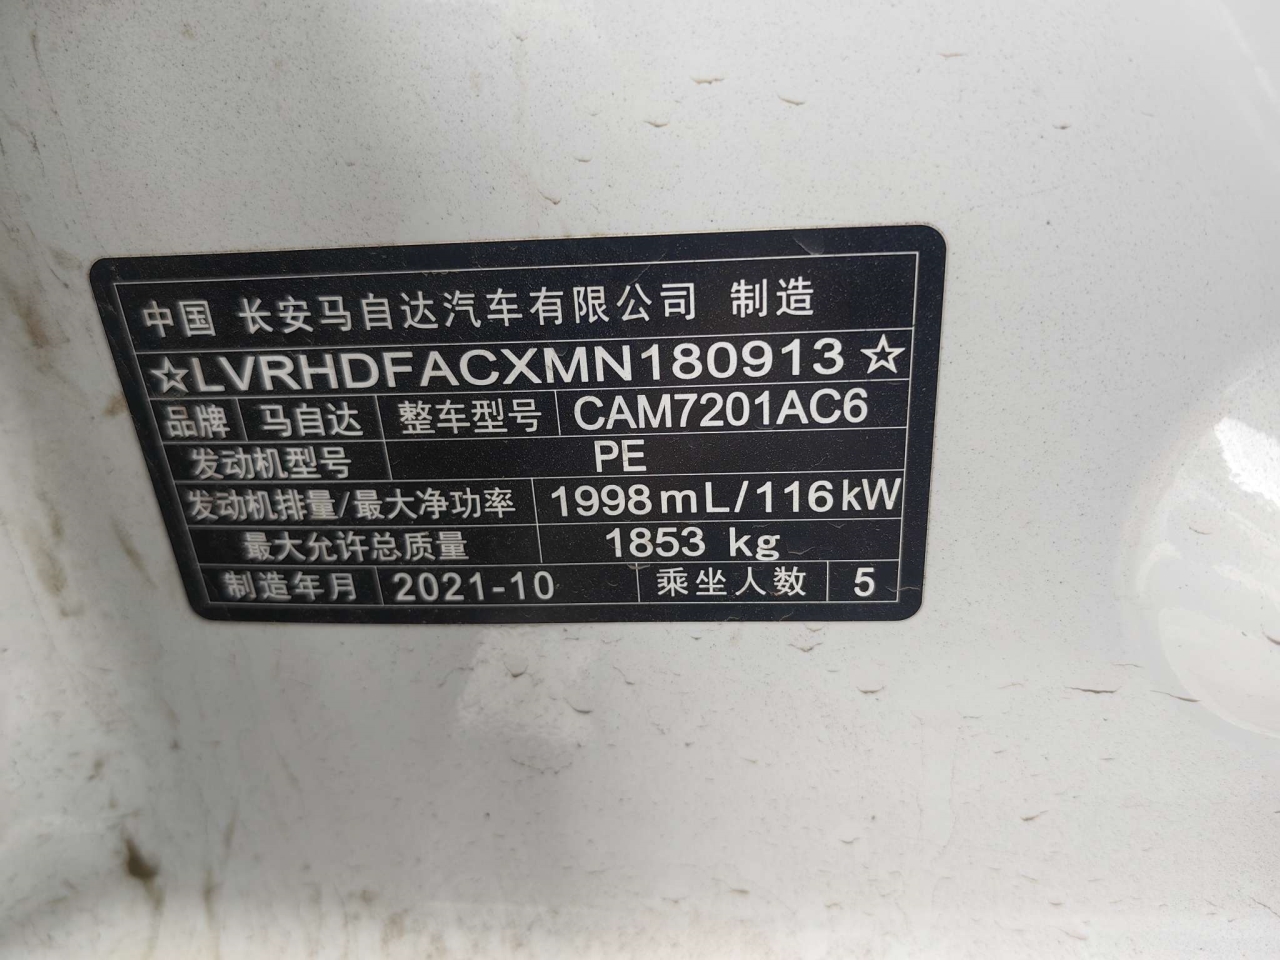 中国 长安马自达汽车有限公司 制造
☆LVRHDFACXMN180913☆
品牌 马自达 整车型号 CAM7201AC6
发动机型号 PE
发动机排量/最大净功率 1998mL/116kW
最大允许总质量 1853 kg
制造年月 2021-10 乘坐人数 5